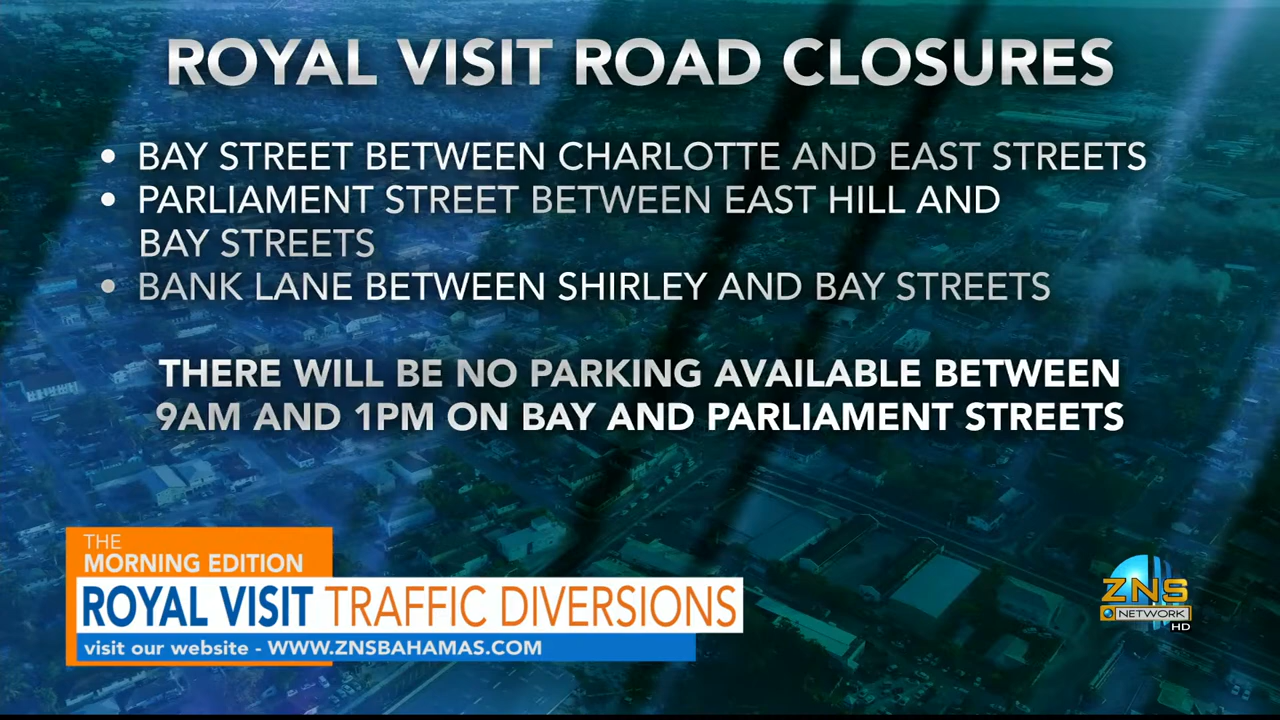 ROYAL VISIT ROAD CLOSURES
• BAY STREET BETWEEN CHARLOTTE AND EAST STREETS
• PARLIAMENT STREET BETWEEN EAST HILL AND
BAY STREETS
• BANK LANE BETWEEN SHIRLEY AND BAY STREETS
THERE WILL BE NO PARKING AVAILABLE BETWEEN
9AM AND 1PM ON BAY AND PARLIAMENT STREETS
THE
MORNING EDITION
ROYAL VISIT TRAFFIC DIVERSIONS
visit our website - WWW.ZNSBAHAMAS.COM
ZNS
NETWORK
HD